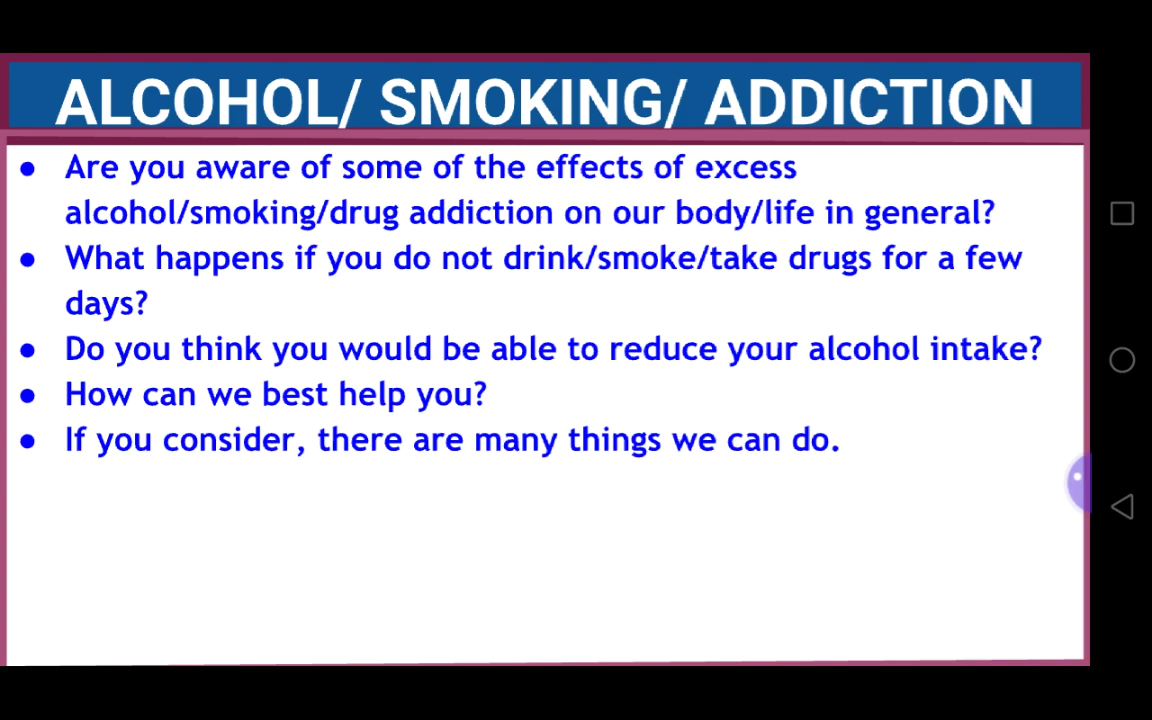 ALCOHOL/ SMOKING/ ADDICTION
● Are you aware of some of the effects of excess
alcohol/smoking/drug addiction on our body/life in general?
● What happens if you do not drink/smoke/take drugs for a few
days?
● Do you think you would be able to reduce your alcohol intake?
● How can we best help you?
● If you consider, there are many things we can do.